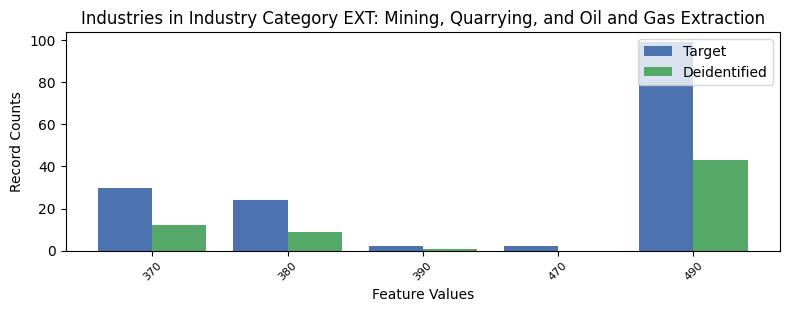 Industries in Industry Category EXT: Mining, Quarrying, and Oil and Gas Extraction
Record Counts
100
80
60
40
20
0
Target
Deidentified
370
380
390
470
490
Feature Values